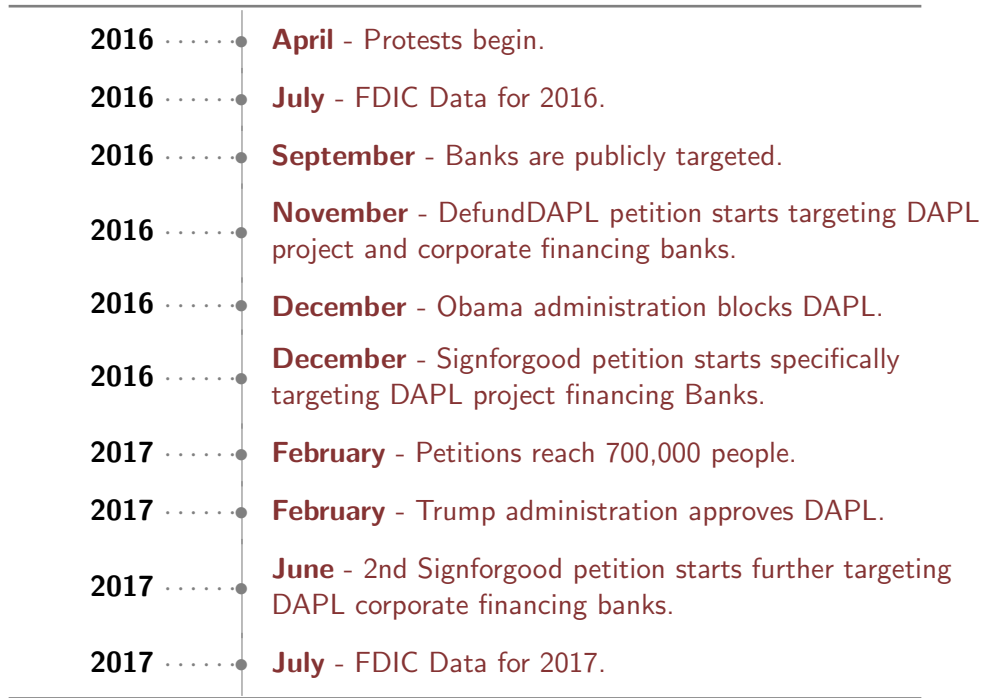 2016 April - Protests begin.
2016 July - FDIC Data for 2016.
2016 September - Banks are publicly targeted.
2016 November - DefundDAPL petition starts targeting DAPL
project and corporate financing banks.
2016 December - Obama administration blocks DAPL.
2016 December - Signforgood petition starts specifically
targeting DAPL project financing Banks.
2017 February - Petitions reach 700,000 people.
2017 February - Trump administration approves DAPL.
2017 June - 2nd Signforgood petition starts further targeting
DAPL corporate financing banks.
2017 July - FDIC Data for 2017.